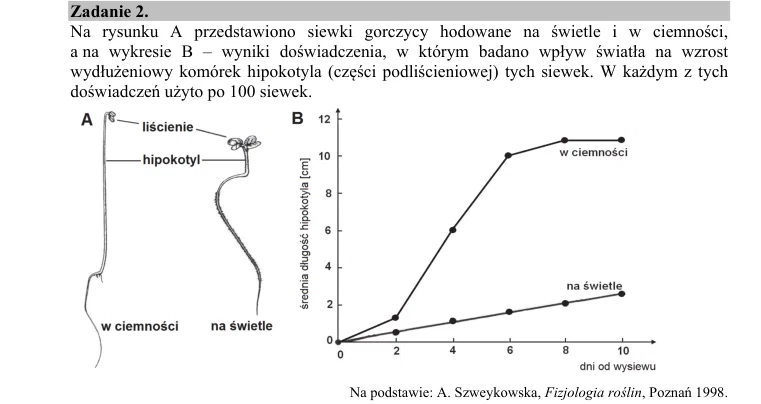 Zadanie 2.
Na rysunku A przedstawiono siewki gorczycy hodowane na świetle i w ciemności,
a na wykresie B – wyniki doświadczenia, w którym badano wpływ światła na wzrost
wydłużeniowy komórek hipokotyla (części podliścieniowej) tych siewek. W każdym z tych
doświadczeń użyto po 100 siewek.
A
liścienie
hipokotyl
w ciemności
na świetle
B
średnia długość hipokotyla [cm]
12
10
8
6
4
2
0
w ciemności
na świetle
0 2 4 6 8 10
dni od wysiewu
Na podstawie: A. Szweykowska, Fizjologia roślin, Poznań 1998.